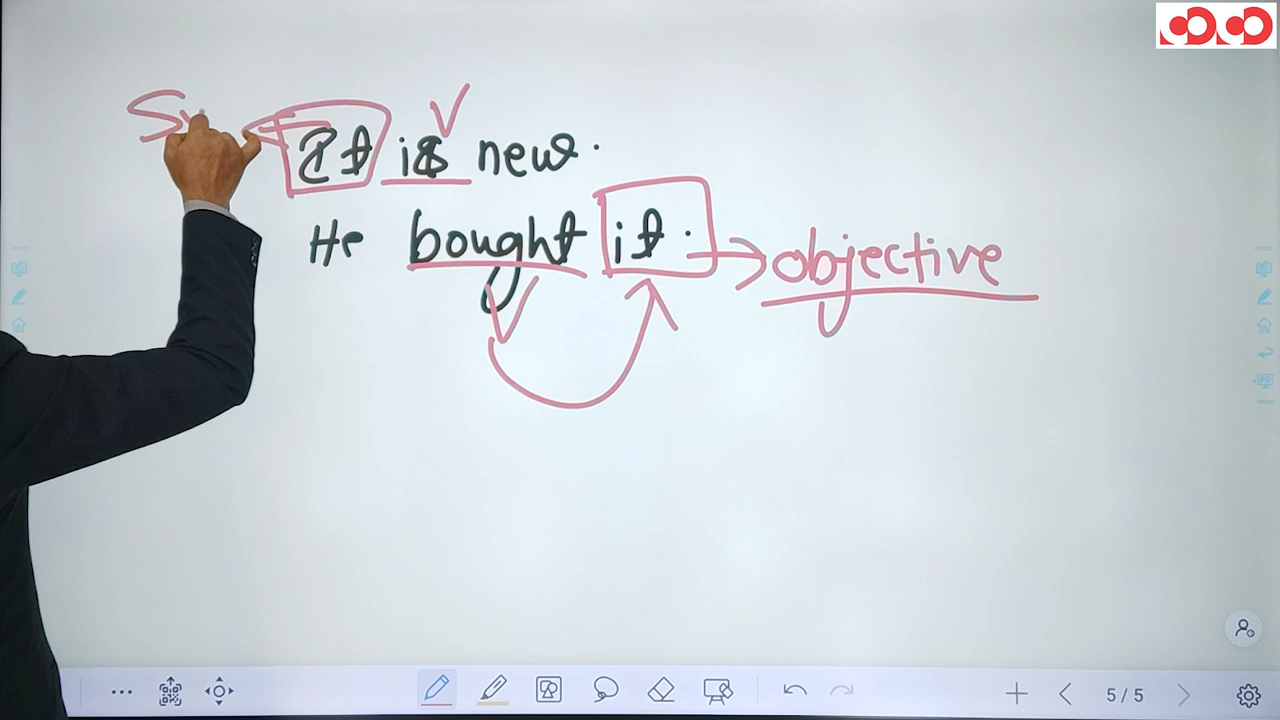 V
It is new.
He bought it. → objective
V
5 / 5